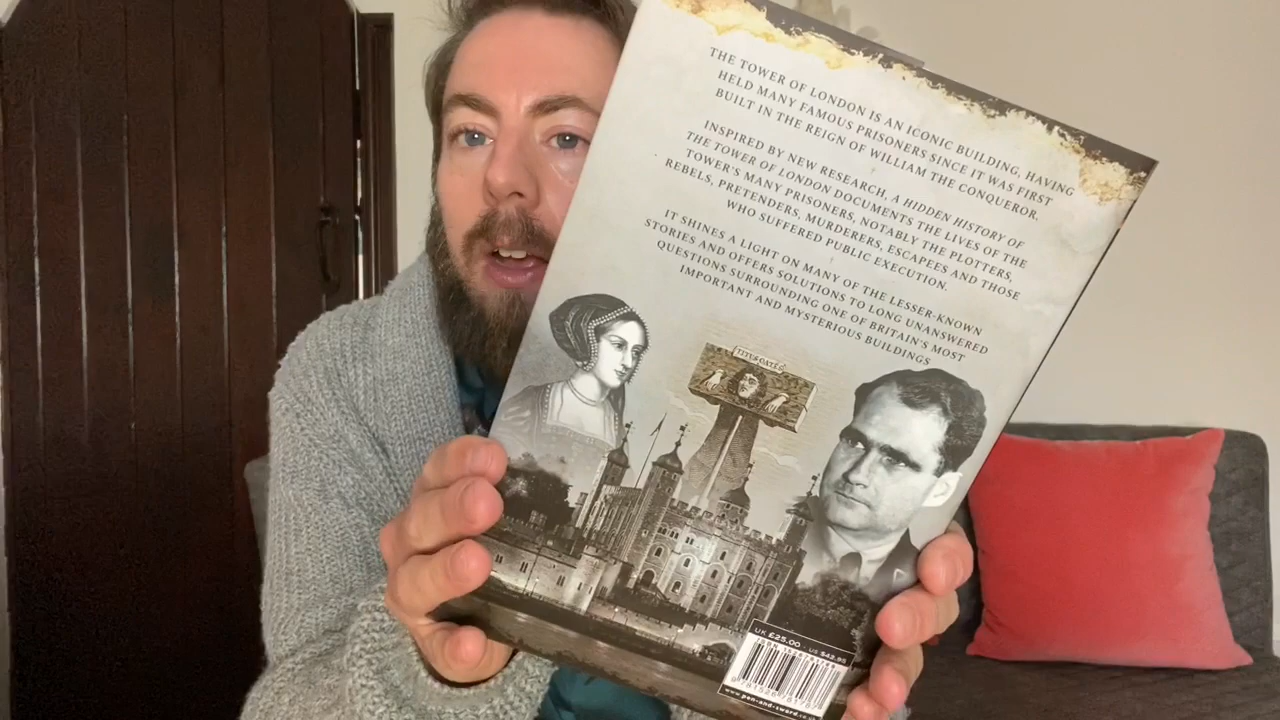 THE TOWER OF LONDON IS AN ICONIC BUILDING, HAVING
HELD MANY FAMOUS PRISONERS SINCE IT WAS FIRST
BUILT IN THE REIGN OF WILLIAM THE CONQUEROR.
INSPIRED BY NEW RESEARCH, A HIDDEN HISTORY OF
THE TOWER OF LONDON DOCUMENTS THE LIVES OF THE
TOWER'S MANY PRISONERS, NOTABLY THE PLOTTERS,
REBELS, PRETENDERS, MURDERERS, ESCAPEES AND THOSE
WHO SUFFERED PUBLIC EXECUTION.
IT SHINES A LIGHT ON MANY OF THE LESSER-KNOWN
STORIES AND OFFERS SOLUTIONS TO LONG UNANSWERED
QUESTIONS SURROUNDING ONE OF BRITAIN'S MOST
IMPORTANT AND MYSTERIOUS BUILDINGS
TITUS OATES
UK £25.00 US $42.95
ISBN
www.pen-and-sword.co.uk